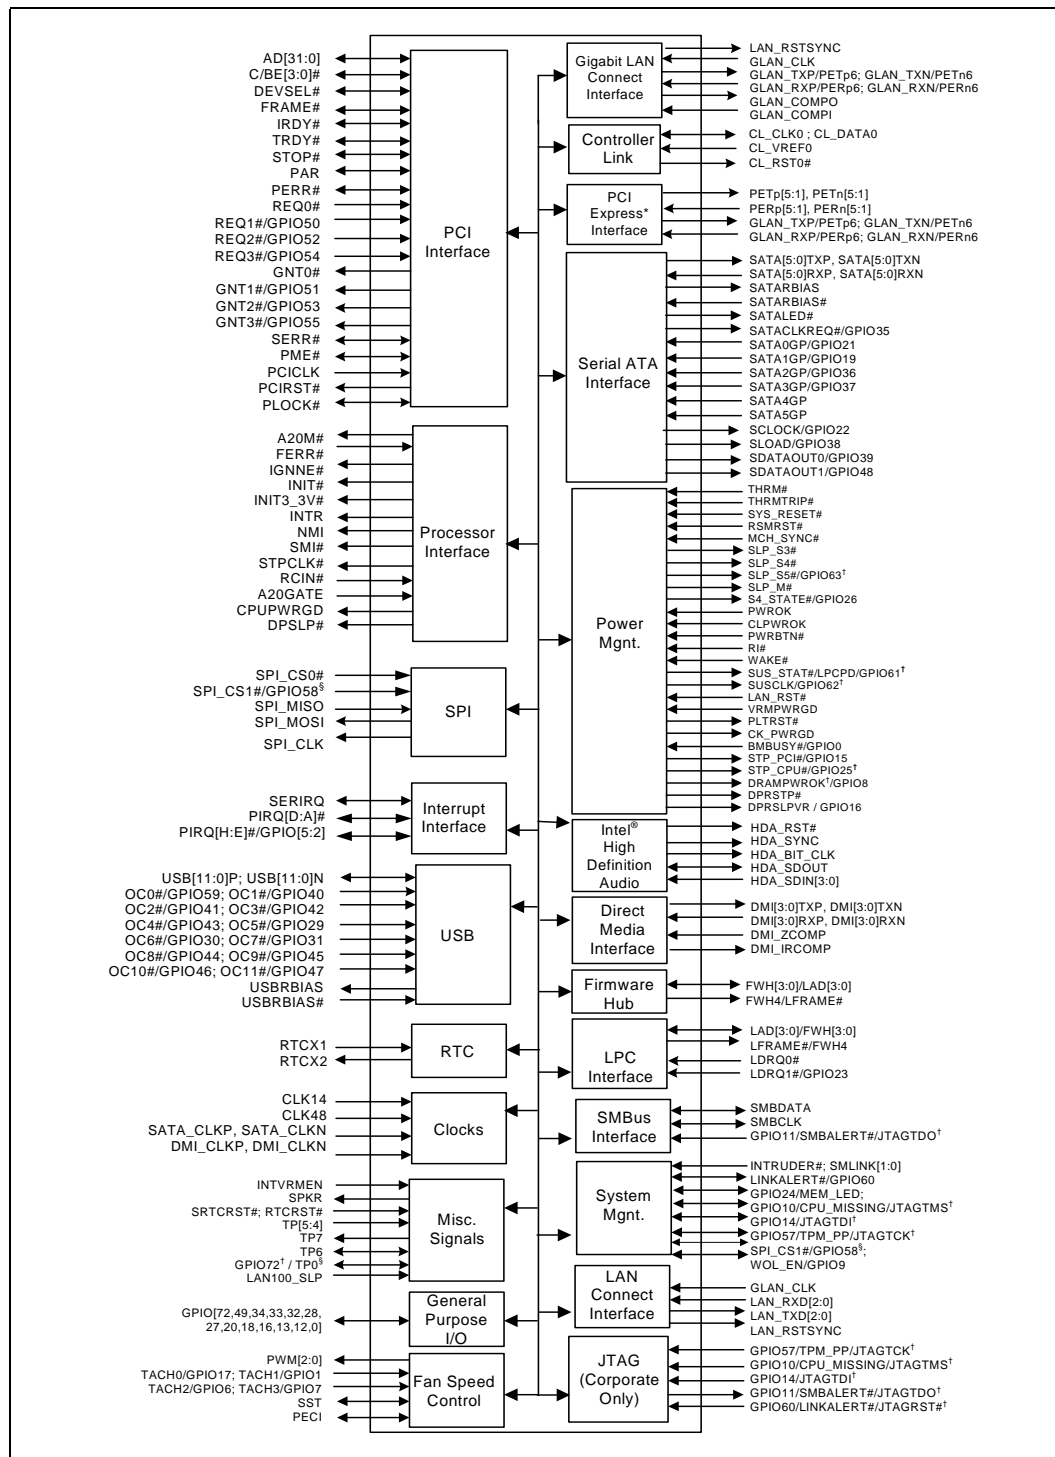 AD[31:0]
C/BE[3:0]#
DEVSEL#
FRAME#
IRDY#
TRDY#
STOP#
PAR
PERR#
REQ0#
REQ1#/GPIO50
REQ2#/GPIO52
REQ3#/GPIO54
GNT0#
GNT1#/GPIO51
GNT2#/GPIO53
GNT3#/GPIO55
SERR#
PME#
PCICLK
PCIRST#
PLOCK#
PCI
Interface
A20M#
FERR#
IGNNE#
INIT#
INIT3_3V#
INTR
NMI
SMI#
STPCLK#
RCIN#
A20GATE
CPUPWRGD
DPSLP#
Processor
Interface
SPI_CS0#
SPI_CS1#/GPIO58§
SPI_MISO
SPI_MOSI
SPI_CLK
SPI
SERIRQ
PIRQ[D:A]#
PIRQ[H:E]#/GPIO[5:2]
Interrupt
Interface
USB[11:0]P; USB[11:0]N
OC0#/GPIO59; OC1#/GPIO40
OC2#/GPIO41; OC3#/GPIO42
OC4#/GPIO43; OC5#/GPIO29
OC6#/GPIO30; OC7#/GPIO31
OC8#/GPIO44; OC9#/GPIO45
OC10#/GPIO46; OC11#/GPIO47
USBRBIAS
USBRBIAS#
USB
RTCX1
RTCX2
RTC
CLK14
CLK48
SATA_CLKP, SATA_CLKN
DMI_CLKP, DMI_CLKN
Clocks
INTVRMEN
SPKR
SRTCRST#; RTCRST#
TP[5:4]
TP7
TP6
GPIO72† / TP0§
LAN100_SLP
Misc.
Signals
GPIO[72,49,34,33,32,28,
27,20,18,16,13,12,0]
General
Purpose
I/O
PWM[2:0]
TACH0/GPIO17; TACH1/GPIO1
TACH2/GPIO6; TACH3/GPIO7
SST
PECI
Fan Speed
Control
Gigabit LAN
Connect
Interface
LAN_RSTSYNC
GLAN_CLK
GLAN_TXP/PETp6; GLAN_TXN/PETn6
GLAN_RXP/PERp6; GLAN_RXN/PERn6
GLAN_COMPO
GLAN_COMPI
Controller
Link
CL_CLK0 ; CL_DATA0
CL_VREF0
CL_RST0#
PCI
Express*
Interface
PETp[5:1], PETn[5:1]
PERp[5:1], PERn[5:1]
GLAN_TXP/PETp6; GLAN_TXN/PETn6
GLAN_RXP/PERp6; GLAN_RXN/PERn6
Serial ATA
Interface
SATA[5:0]TXP, SATA[5:0]TXN
SATA[5:0]RXP, SATA[5:0]RXN
SATARBIAS
SATARBIAS#
SATALED#
SATACLKREQ#/GPIO35
SATA0GP/GPIO21
SATA1GP/GPIO19
SATA2GP/GPIO36
SATA3GP/GPIO37
SATA4GP
SATA5GP
SCLOCK/GPIO22
SLOAD/GPIO38
SDATAOUT0/GPIO39
SDATAOUT1/GPIO48
Power
Mgnt.
THRM#
THRMTRIP#
SYS_RESET#
RSMRST#
MCH_SYNC#
SLP_S3#
SLP_S4#
SLP_S5#/GPIO63†
SLP_M#
S4_STATE#/GPIO26
PWROK
CLPWROK
PWRBTN#
RI#
WAKE#
SUS_STAT#/LPCPD/GPIO61†
SUSCLK/GPIO62†
LAN_RST#
VRMPWRGD
PLTRST#
CK_PWRGD
BMBUSY#/GPIO0
STP_PCI#/GPIO15
STP_CPU#/GPIO25†
DRAMPWROK†/GPIO8
DPRSTP#
DPRSLPVR / GPIO16
Intel®
High
Definition
Audio
HDA_RST#
HDA_SYNC
HDA_BIT_CLK
HDA_SDOUT
HDA_SDIN[3:0]
Direct
Media
Interface
DMI[3:0]TXP, DMI[3:0]TXN
DMI[3:0]RXP, DMI[3:0]RXN
DMI_ZCOMP
DMI_IRCOMP
Firmware
Hub
FWH[3:0]/LAD[3:0]
FWH4/LFRAME#
LPC
Interface
LAD[3:0]/FWH[3:0]
LFRAME#/FWH4
LDRQ0#
LDRQ1#/GPIO23
SMBus
Interface
SMBDATA
SMBCLK
GPIO11/SMBALERT#/JTAGTDO†
System
Mgnt.
INTRUDER#; SMLINK[1:0]
LINKALERT#/GPIO60
GPIO24/MEM_LED;
GPIO10/CPU_MISSING/JTAGTMS†
GPIO14/JTAGTDI†
GPIO57/TPM_PP/JTAGTCK†
SPI_CS1#/GPIO58§;
WOL_EN/GPIO9
LAN
Connect
Interface
GLAN_CLK
LAN_RXD[2:0]
LAN_TXD[2:0]
LAN_RSTSYNC
JTAG
(Corporate
Only)
GPIO57/TPM_PP/JTAGTCK†
GPIO10/CPU_MISSING/JTAGTMS†
GPIO14/JTAGTDI†
GPIO11/SMBALERT#/JTAGTDO†
GPIO60/LINKALERT#/JTAGRST#†